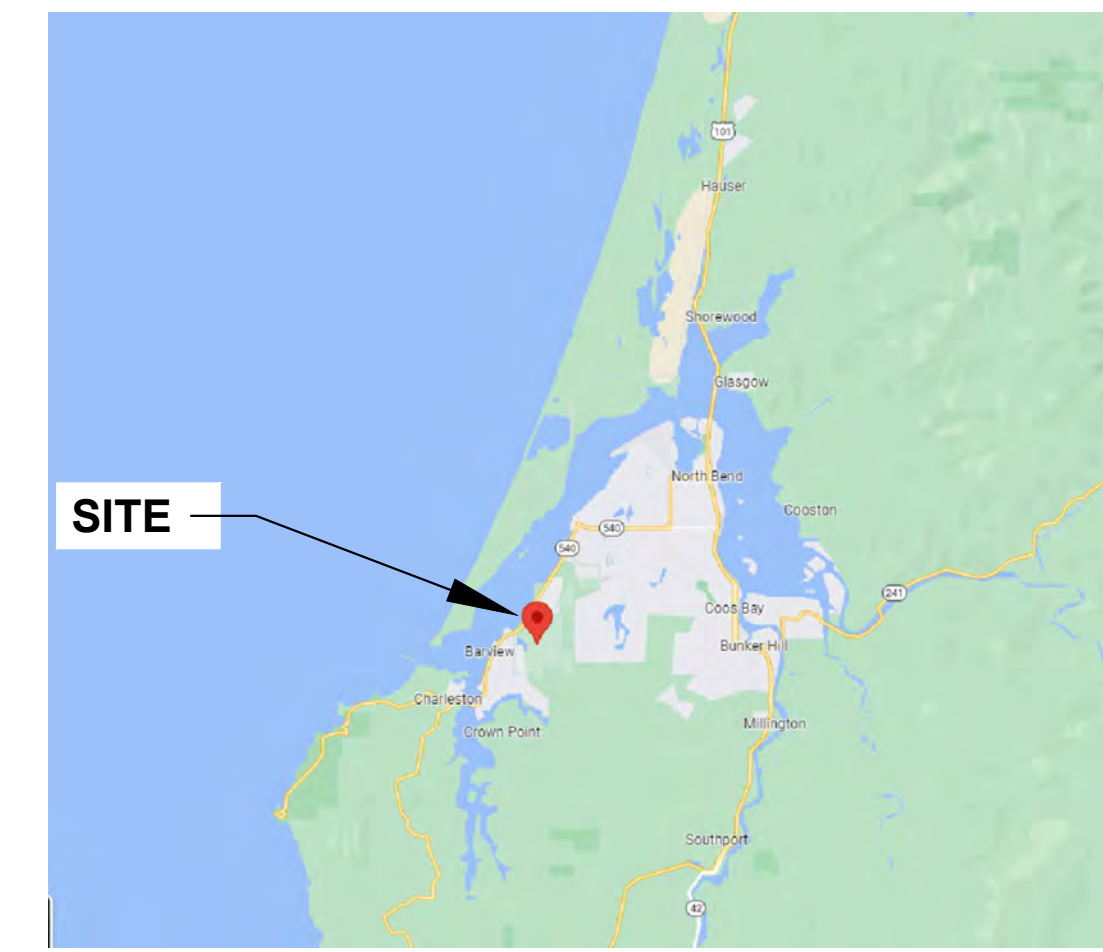 101
Hauser
Shorewood
Glasgow
North Bend
SITE
Cooston
540
540
241
Coos Bay
Barview
Bunker Hill
Charleston
Millington
Crown Point
Southport
42